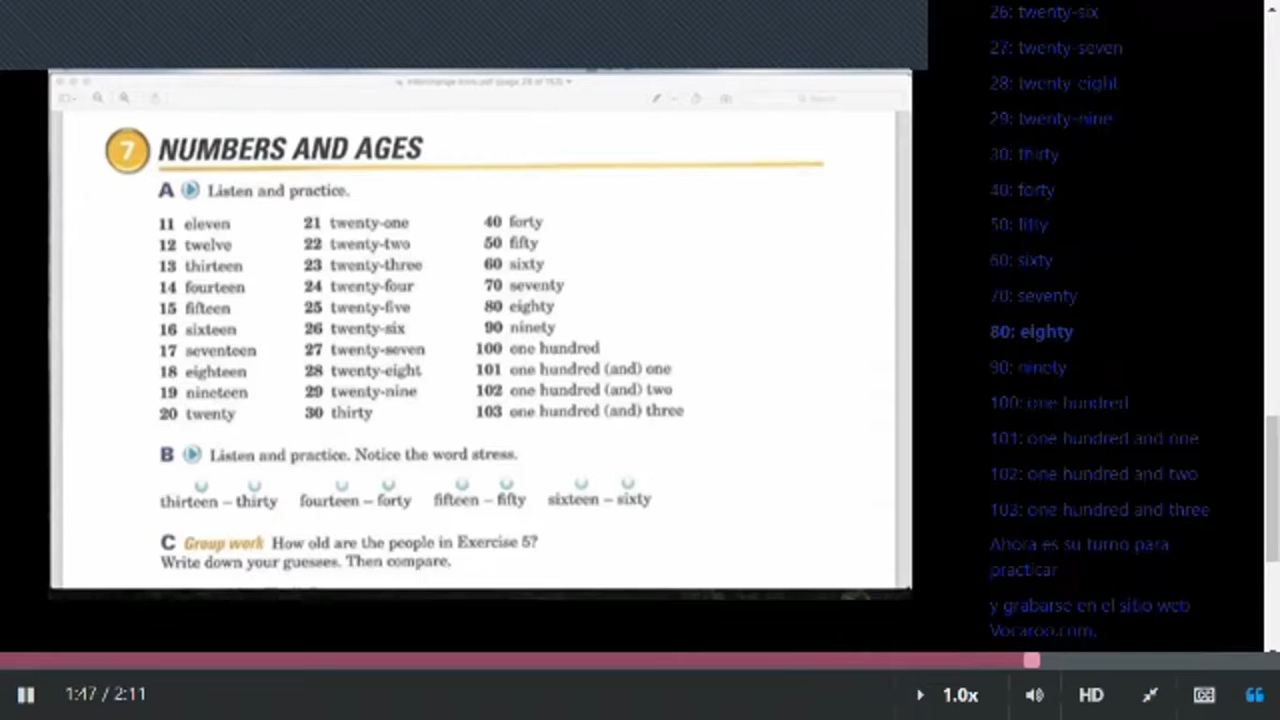 7 NUMBERS AND AGES
A Listen and practice.
11 eleven
12 twelve
13 thirteen
14 fourteen
15 fifteen
16 sixteen
17 seventeen
18 eighteen
19 nineteen
20 twenty
21 twenty-one
22 twenty-two
23 twenty-three
24 twenty-four
25 twenty-five
26 twenty-six
27 twenty-seven
28 twenty-eight
29 twenty-nine
30 thirty
40 forty
50 fifty
60 sixty
70 seventy
80 eighty
90 ninety
100 one hundred
101 one hundred (and) one
102 one hundred (and) two
103 one hundred (and) three
B Listen and practice. Notice the word stress.
thirteen – thirty fourteen – forty fifteen – fifty sixteen – sixty
C Group work How old are the people in Exercise 5?
Write down your guesses. Then compare.
26: twenty-six
27: twenty-seven
28: twenty-eight
29: twenty-nine
30: thirty
40: forty
50: fifty
60: sixty
70: seventy
80: eighty
90: ninety
100: one hundred
101: one hundred and one
102: one hundred and two
103: one hundred and three
Ahora es su turno para
practicar
y grabarse en el sitio web
Vocaroo.com,
1:47 / 2:11
1.0x
HD
CC